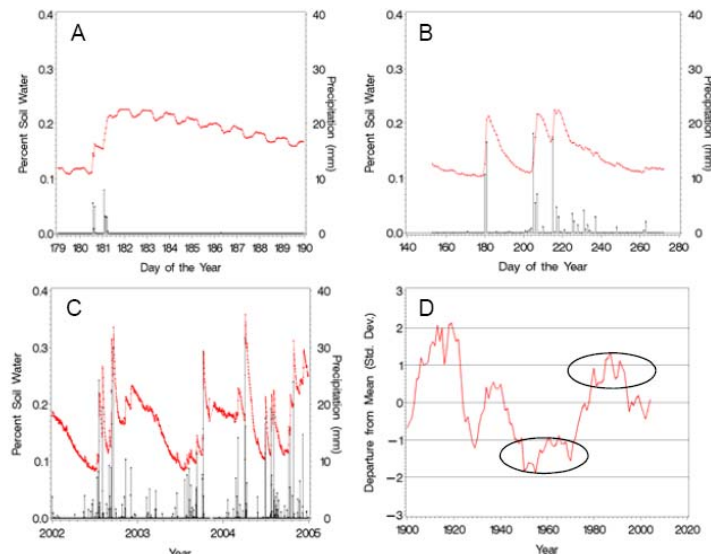 A
0.4
0.3
0.2
0.1
0.0
Percent Soil Water
40
30
20
10
0
Precipitation (mm)
179 180 181 182 183 184 185 186 187 188 189 190
Day of the Year
B
0.4
0.3
0.2
0.1
0.0
Percent Soil Water
40
30
20
10
0
Precipitation (mm)
140 160 180 200 220 240 260 280
Day of the Year
C
0.4
0.3
0.2
0.1
0.0
Percent Soil Water
40
30
20
10
0
Precipitation (mm)
2002 2003 2004 2005
Year
D
3
2
1
0
−1
−2
−3
Departure from Mean (Std. Dev.)
1900 1920 1940 1960 1980 2000 2020
Year